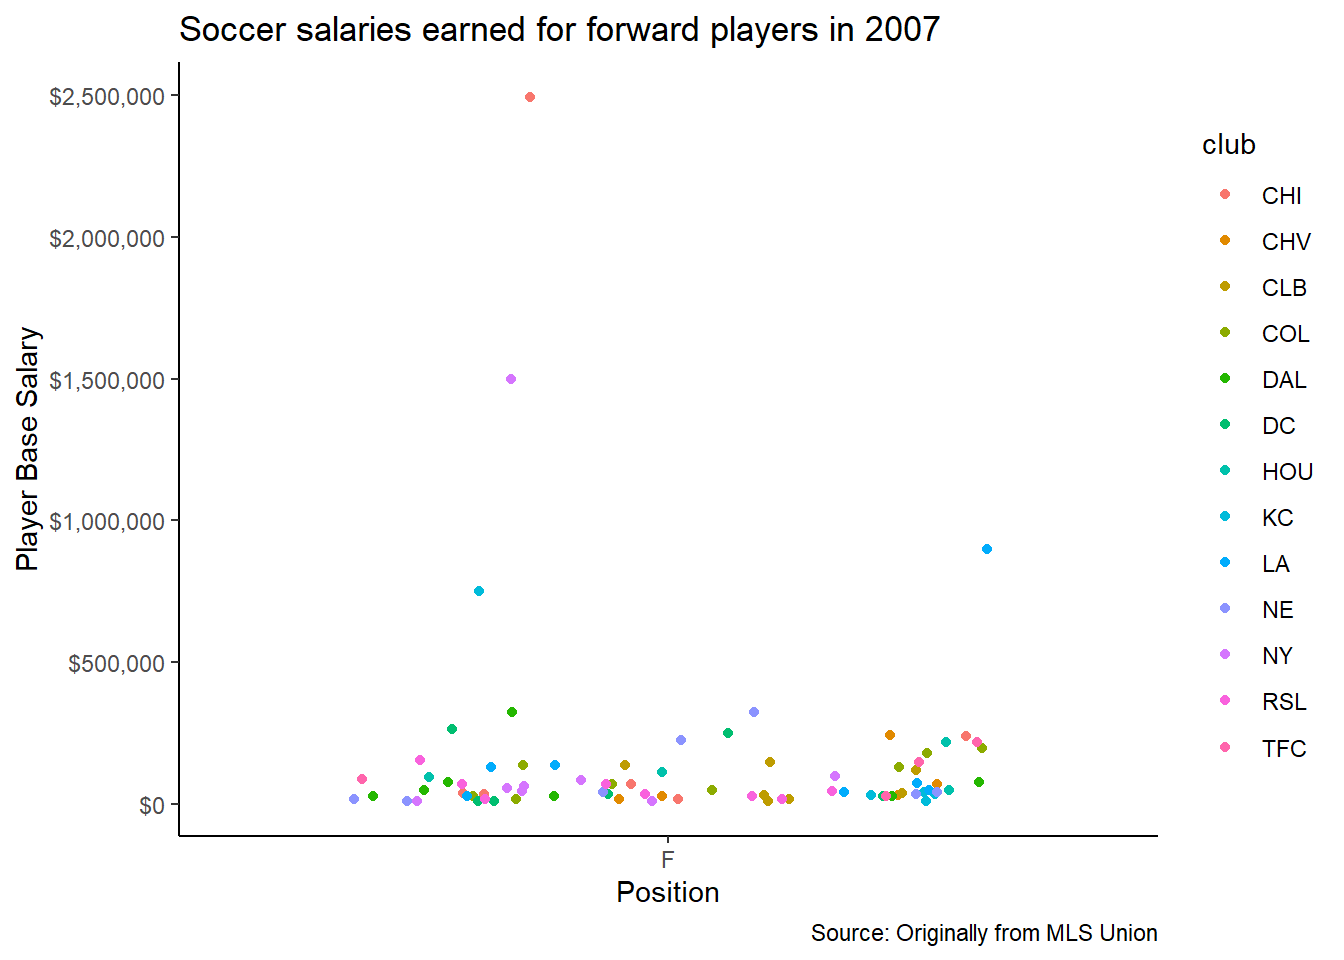 Soccer salaries earned for forward players in 2007
Player Base Salary
$2,500,000
$2,000,000
$1,500,000
$1,000,000
$500,000
$0
F
Position
club
CHI
CHV
CLB
COL
DAL
DC
HOU
KC
LA
NE
NY
RSL
TFC
Source: Originally from MLS Union